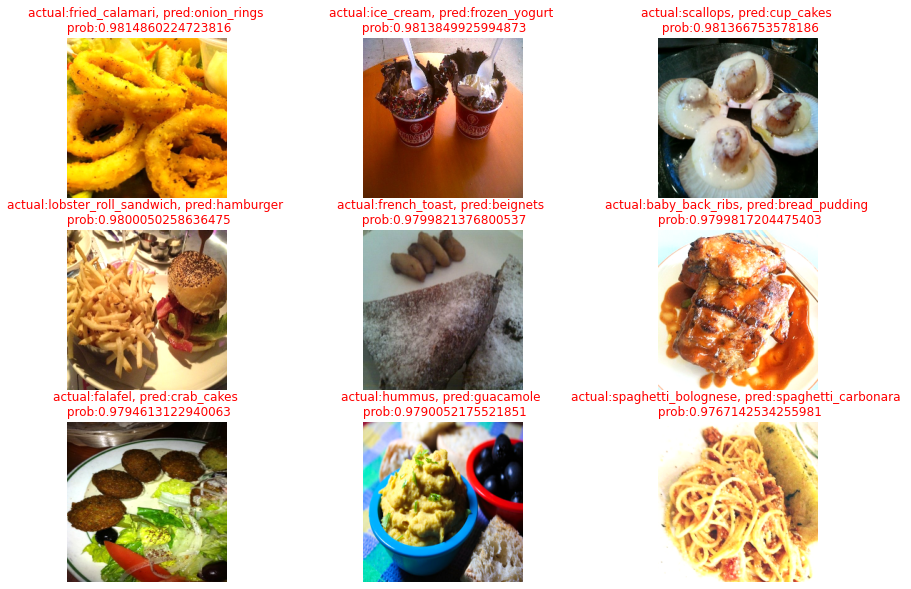 actual:fried_calamari, pred:onion_rings
prob:0.9814860224723816
actual:ice_cream, pred:frozen_yogurt
prob:0.9813849925994873
actual:scallops, pred:cup_cakes
prob:0.981366753578186
actual:lobster_roll_sandwich, pred:hamburger
prob:0.9800050258636475
actual:french_toast, pred:beignets
prob:0.9799821376800537
actual:baby_back_ribs, pred:bread_pudding
prob:0.9799817204475403
actual:falafel, pred:crab_cakes
prob:0.9794613122940063
actual:hummus, pred:guacamole
prob:0.9790052175521851
actual:spaghetti_bolognese, pred:spaghetti_carbonara
prob:0.9767142534255981